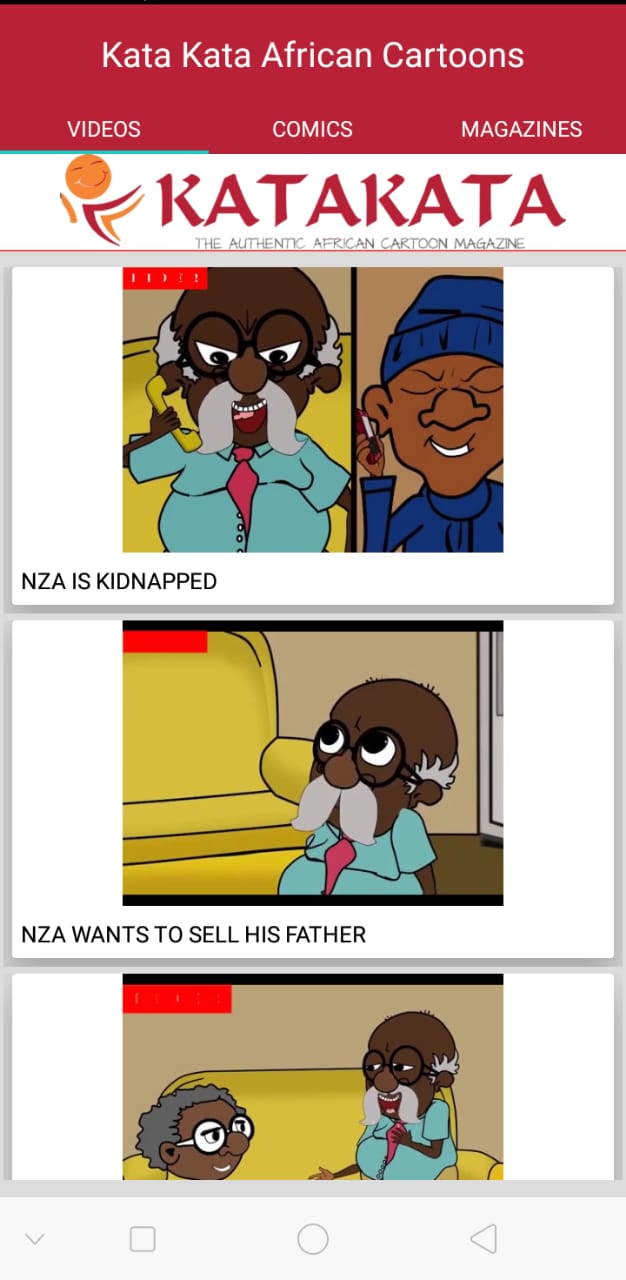 Kata Kata African Cartoons
VIDEOS
COMICS
MAGAZINES
KATAKATA
THE AUTHENTIC AFRICAN CARTOON MAGAZINE
NZA IS KIDNAPPED
NZA WANTS TO SELL HIS FATHER